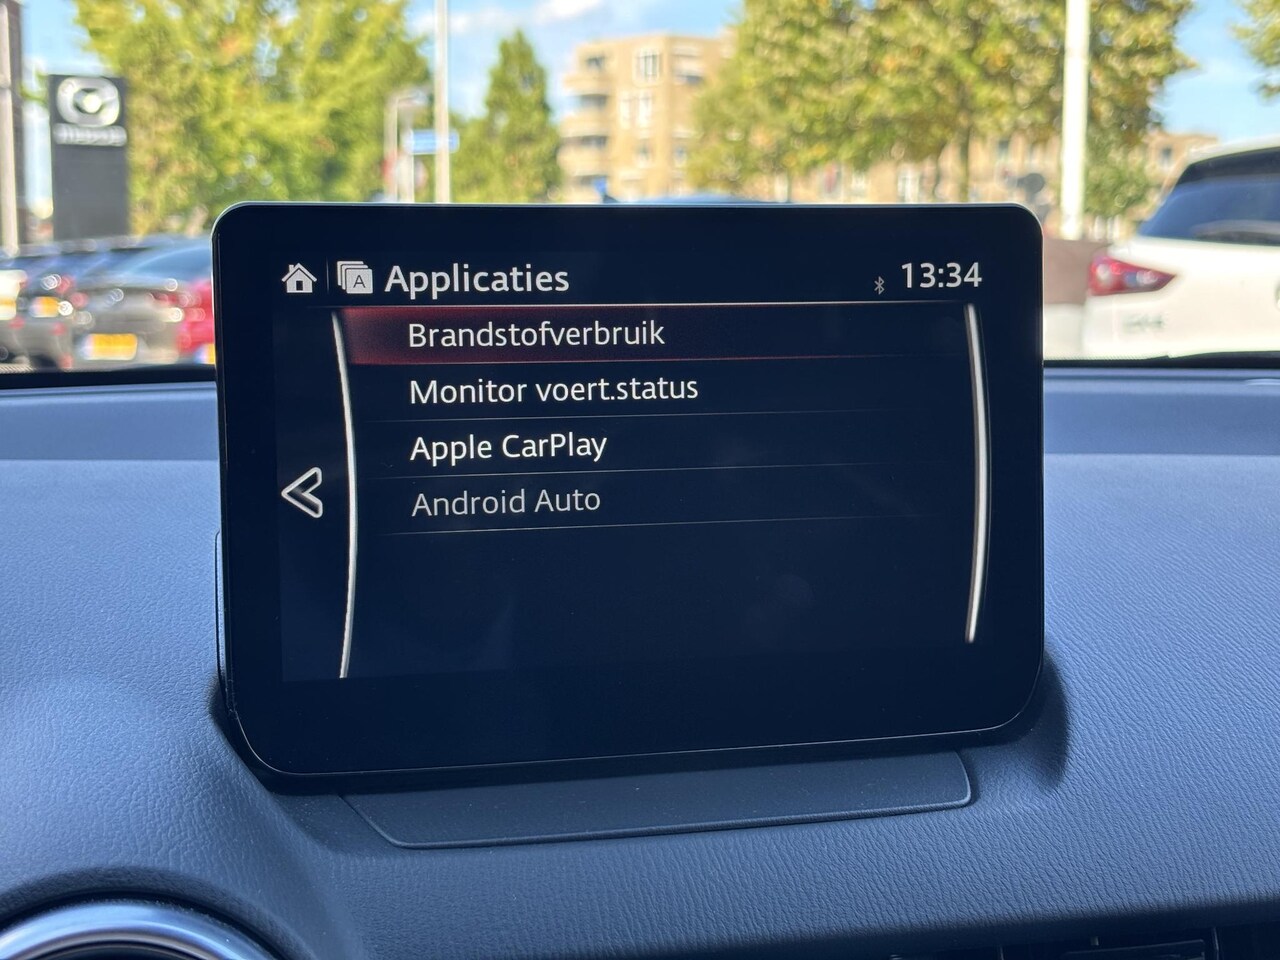 Applicaties
13:34
Brandstofverbruik
Monitor voert.status
Apple CarPlay
Android Auto